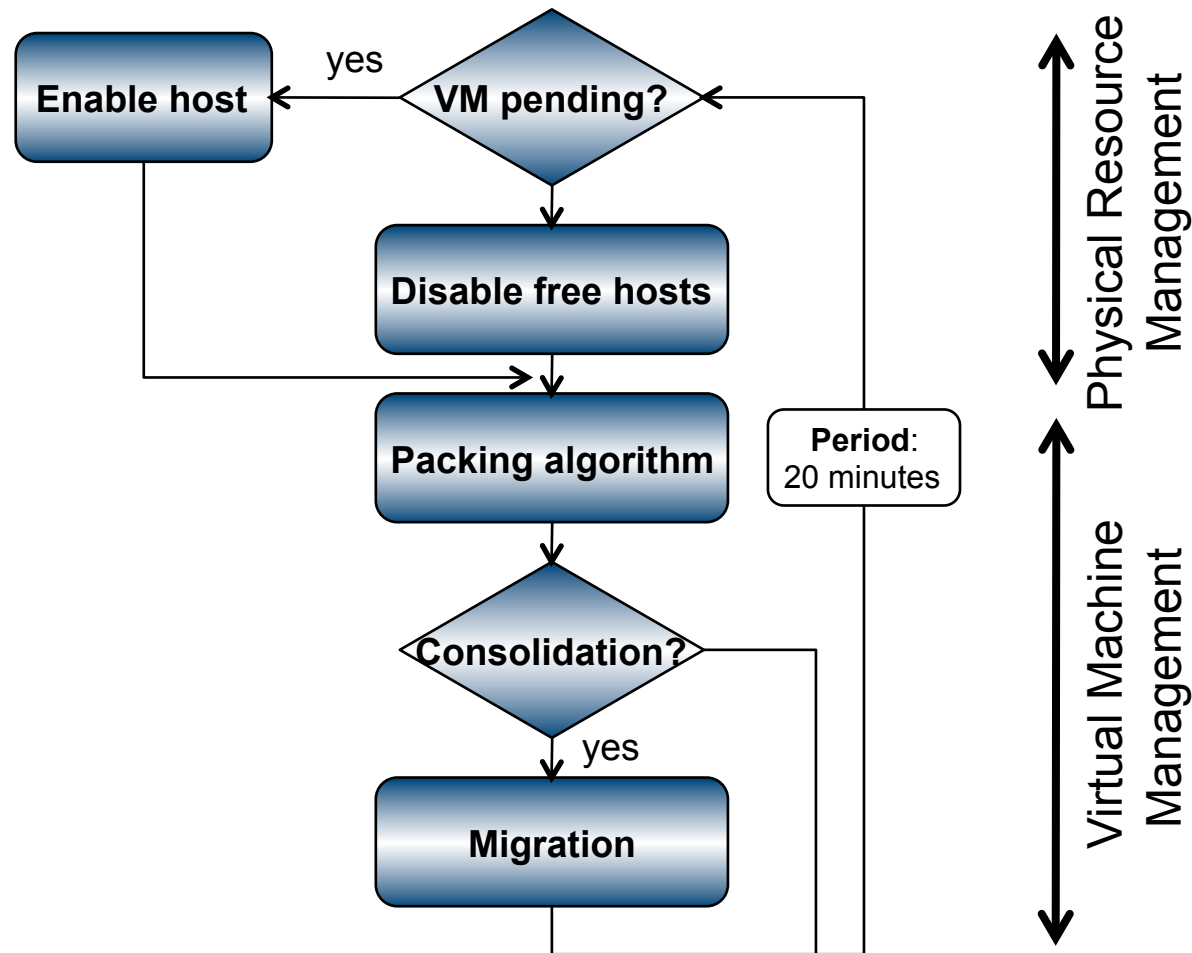 yes
VM pending?
Enable host
Disable free hosts
Packing algorithm
Period:
20 minutes
Consolidation?
yes
Migration
Physical Resource
Management
Virtual Machine
Management